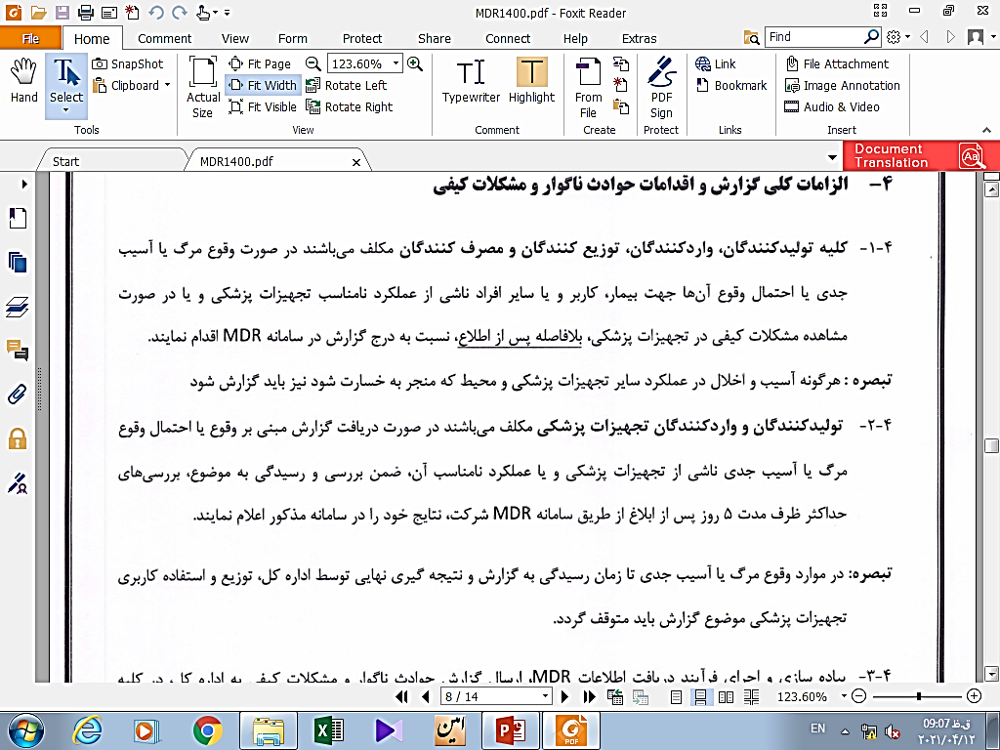 MDR1400.pdf - Foxit Reader
File Home Comment View Form Protect Share Connect Help Extras Find
Hand
Select
SnapShot
Clipboard
Tools
Actual Size
Fit Page
Fit Width
Fit Visible
123.60%
Rotate Left
Rotate Right
View
Typewriter
Highlight
Comment
From File
Create
PDF Sign
Protect
Link
Bookmark
Links
File Attachment
Image Annotation
Audio & Video
Insert
Start
MDR1400.pdf
Document Translation
۴- الزامات کلی گزارش و اقدامات حوادث ناگوار و مشکلات کیفی
۴-۱- کلیه تولیدکنندگان، واردکنندگان، توزیع کنندگان و مصرف کنندگان مکلف می‌باشند در صورت وقوع مرگ یا آسیب
جدی یا احتمال وقوع آن‌ها جهت بیمار، کاربر و یا سایر افراد ناشی از عملکرد نامناسب تجهیزات پزشکی و یا در صورت
مشاهده مشکلات کیفی در تجهیزات پزشکی، بلافاصله پس از اطلاع، نسبت به درج گزارش در سامانه MDR اقدام نمایند.
تبصره : هرگونه آسیب و اخلال در عملکرد سایر تجهیزات پزشکی و محیط که منجر به خسارت شود نیز باید گزارش شود
۴-۲- تولیدکنندگان و واردکنندگان تجهیزات پزشکی مکلف می‌باشند در صورت دریافت گزارش مبنی بر وقوع یا احتمال وقوع
مرگ یا آسیب جدی ناشی از تجهیزات پزشکی و یا عملکرد نامناسب آن، ضمن بررسی و رسیدگی به موضوع، بررسی‌های
حداکثر ظرف مدت ۵ روز پس از ابلاغ از طریق سامانه MDR شرکت، نتایج خود را در سامانه مذکور اعلام نمایند.
تبصره: در موارد وقوع مرگ یا آسیب جدی تا زمان رسیدگی به گزارش و نتیجه گیری نهایی توسط اداره کل، توزیع و استفاده کاربری
تجهیزات پزشکی موضوع گزارش باید متوقف گردد.
۴-۳- پیاده سازی و اجرای فرآیند دریافت اطلاعات MDR، ارسال گزارش حوادث ناگوار و مشکلات کیفی به اداره کل، در کلیه
8 / 14
123.60%
امین
EN
09:07 ق.ظ
۲۰۲۱/۰۴/۱۲